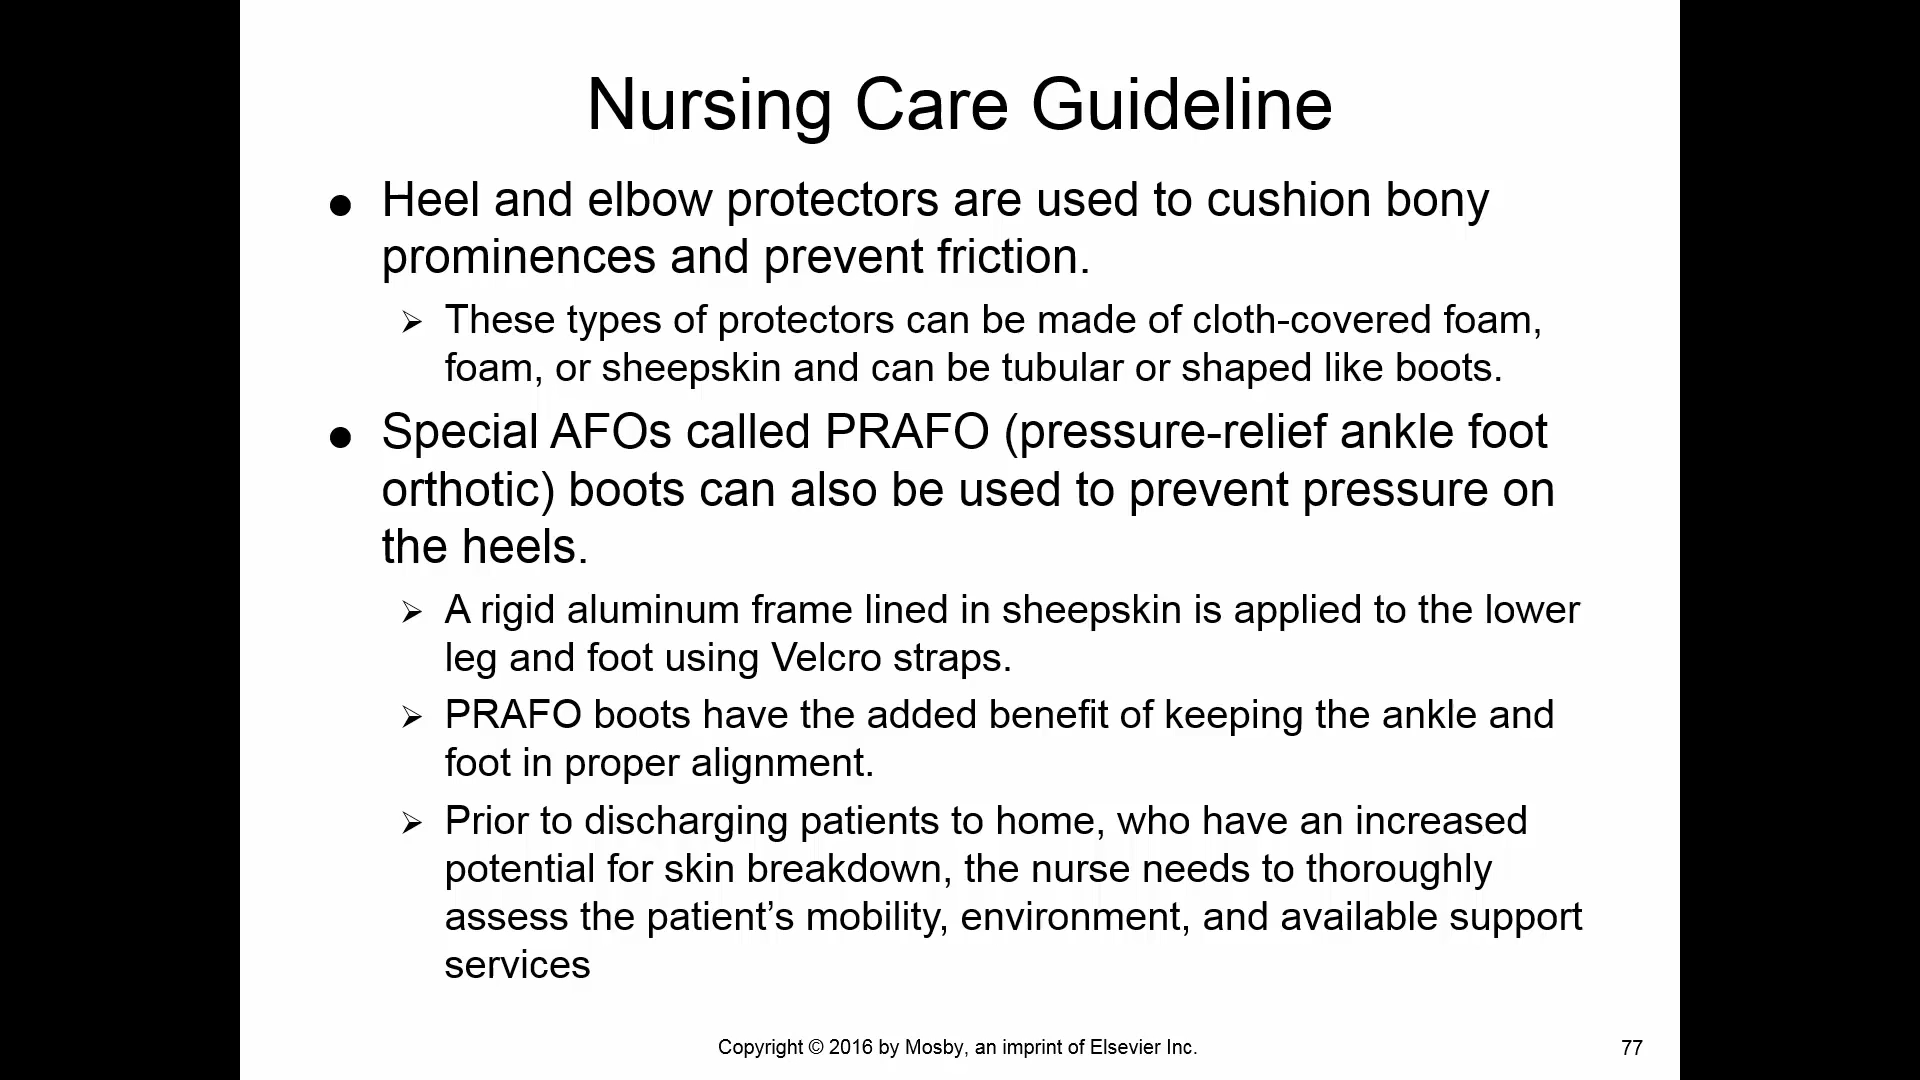 Nursing Care Guideline
● Heel and elbow protectors are used to cushion bony
prominences and prevent friction.
➢ These types of protectors can be made of cloth-covered foam,
foam, or sheepskin and can be tubular or shaped like boots.
● Special AFOs called PRAFO (pressure-relief ankle foot
orthotic) boots can also be used to prevent pressure on
the heels.
➢ A rigid aluminum frame lined in sheepskin is applied to the lower
leg and foot using Velcro straps.
➢ PRAFO boots have the added benefit of keeping the ankle and
foot in proper alignment.
➢ Prior to discharging patients to home, who have an increased
potential for skin breakdown, the nurse needs to thoroughly
assess the patient’s mobility, environment, and available support
services
Copyright © 2016 by Mosby, an imprint of Elsevier Inc.
77